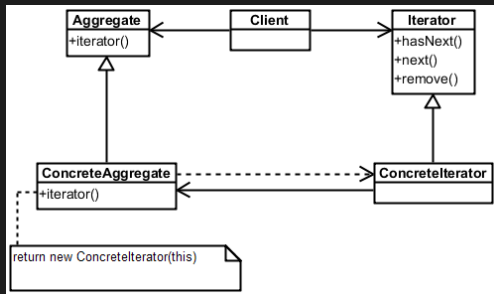 Aggregate
+iterator()
Client
Iterator
+hasNext()
+next()
+remove()
ConcreteAggregate
+iterator()
ConcreteIterator
return new ConcreteIterator(this)